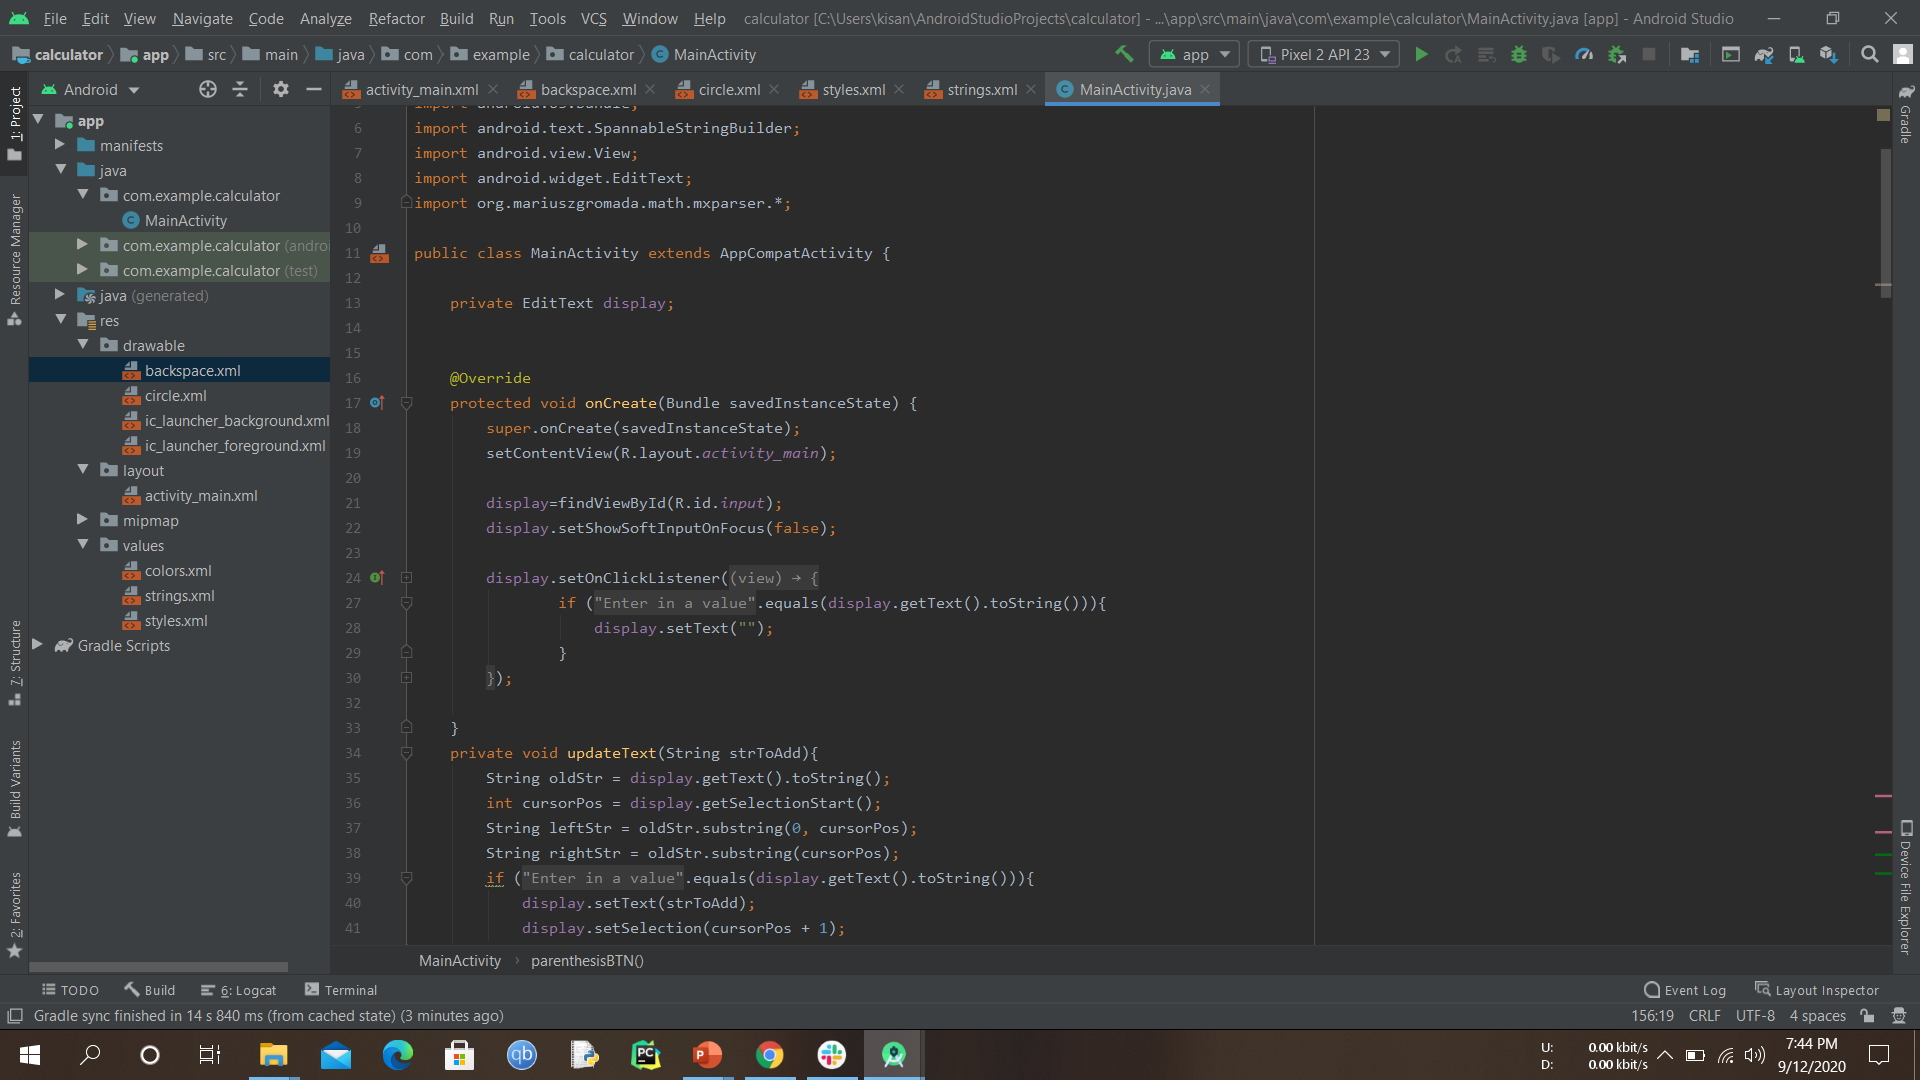 File Edit View Navigate Code Analyze Refactor Build Run Tools VCS Window Help calculator [C:\Users\kisan\AndroidStudioProjects\calculator] - ...\app\src\main\java\com\example\calculator\MainActivity.java [app] - Android Studio
calculator app src main java com example calculator MainActivity app Pixel 2 API 23
Android activity_main.xml backspace.xml circle.xml styles.xml strings.xml MainActivity.java
1: Project
Resource Manager
7: Structure
Build Variants
2: Favorites
app
manifests
java
com.example.calculator
MainActivity
com.example.calculator (andro
com.example.calculator (test)
java (generated)
res
drawable
backspace.xml
circle.xml
ic_launcher_background.xml
ic_launcher_foreground.xml
layout
activity_main.xml
mipmap
values
colors.xml
strings.xml
styles.xml
Gradle Scripts
import android.os.Bundle;
6 import android.text.SpannableStringBuilder;
7 import android.view.View;
8 import android.widget.EditText;
9 import org.mariuszgromada.math.mxparser.*;
10
11 public class MainActivity extends AppCompatActivity {
12
13 private EditText display;
14
15
16 @Override
17 protected void onCreate(Bundle savedInstanceState) {
18 super.onCreate(savedInstanceState);
19 setContentView(R.layout.activity_main);
20
21 display=findViewById(R.id.input);
22 display.setShowSoftInputOnFocus(false);
23
24 display.setOnClickListener((view) → {
27 if ("Enter in a value".equals(display.getText().toString())){
28 display.setText("");
29 }
30 });
32
33 }
34 private void updateText(String strToAdd){
35 String oldStr = display.getText().toString();
36 int cursorPos = display.getSelectionStart();
37 String leftStr = oldStr.substring(0, cursorPos);
38 String rightStr = oldStr.substring(cursorPos);
39 if ("Enter in a value".equals(display.getText().toString())){
40 display.setText(strToAdd);
41 display.setSelection(cursorPos + 1);
MainActivity › parenthesisBTN()
Gradle
Device File Explorer
TODO Build 6: Logcat Terminal Event Log Layout Inspector
Gradle sync finished in 14 s 840 ms (from cached state) (3 minutes ago) 156:19 CRLF UTF-8 4 spaces
U: 0.00 kbit/s
D: 0.00 kbit/s
7:44 PM
9/12/2020